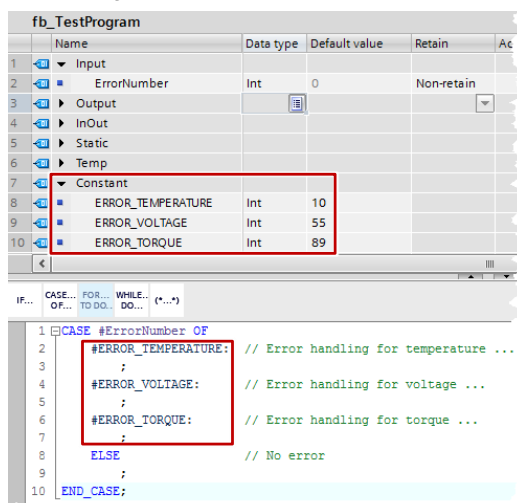 fb_TestProgram
Name Data type Default value Retain
1 Input
2 ErrorNumber Int 0 Non-retain
3 Output
4 InOut
5 Static
6 Temp
7 Constant
8 ERROR_TEMPERATURE Int 10
9 ERROR_VOLTAGE Int 55
10 ERROR_TORQUE Int 89
IF... CASE... OF... FOR... TO DO.. WHILE.. DO... (*...*)
1 CASE #ErrorNumber OF
2 #ERROR_TEMPERATURE: // Error handling for temperature ...
3 ;
4 #ERROR_VOLTAGE: // Error handling for voltage ...
5 ;
6 #ERROR_TORQUE: // Error handling for torque ...
7 ;
8 ELSE // No error
9 ;
10 END_CASE;